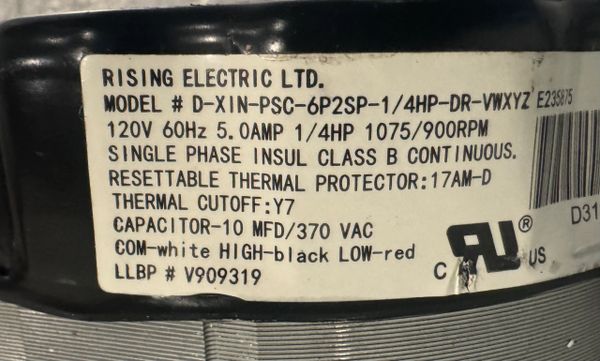 RISING ELECTRIC LTD.
MODEL # D-XIN-PSC-6P2SP-1/4HP-DR-VWXYZ E235875
120V 60Hz 5.0AMP 1/4HP 1075/900RPM
SINGLE PHASE INSUL CLASS B CONTINUOUS.
RESETTABLE THERMAL PROTECTOR:17AM-D
THERMAL CUTOFF:Y7
CAPACITOR-10 MFD/370 VAC
COM-white HIGH-black LOW-red
LLBP # V909319
D31
C RU® US